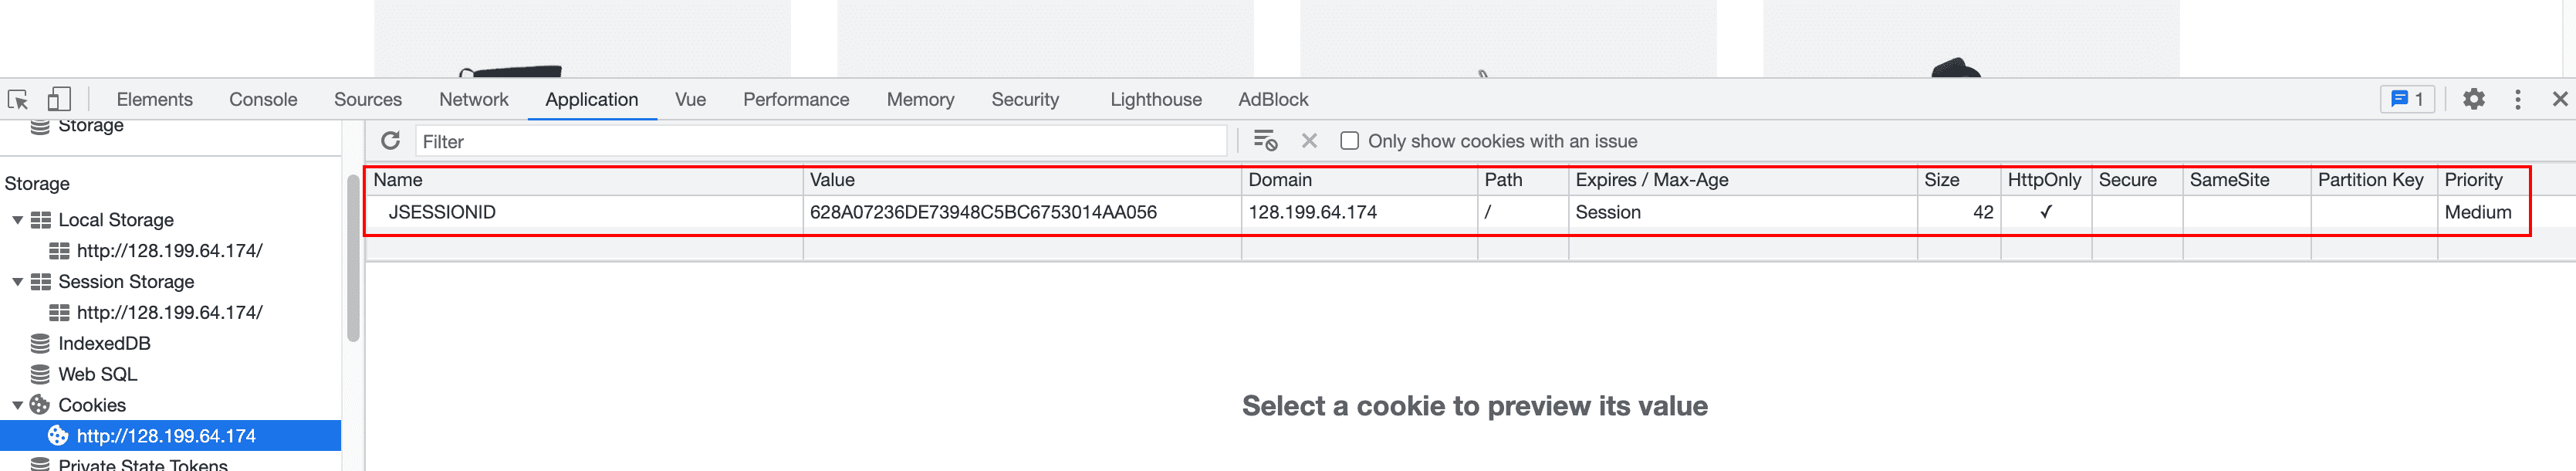 Elements Console Sources Network Application Vue Performance Memory Security Lighthouse AdBlock 1
Storage
Filter Only show cookies with an issue
Storage
Local Storage
http://128.199.64.174/
Session Storage
http://128.199.64.174/
IndexedDB
Web SQL
Cookies
http://128.199.64.174
Private State Tokens
Name Value Domain Path Expires / Max-Age Size HttpOnly Secure SameSite Partition Key Priority
JSESSIONID 628A07236DE73948C5BC6753014AA056 128.199.64.174 / Session 42 ✓ Medium
Select a cookie to preview its value